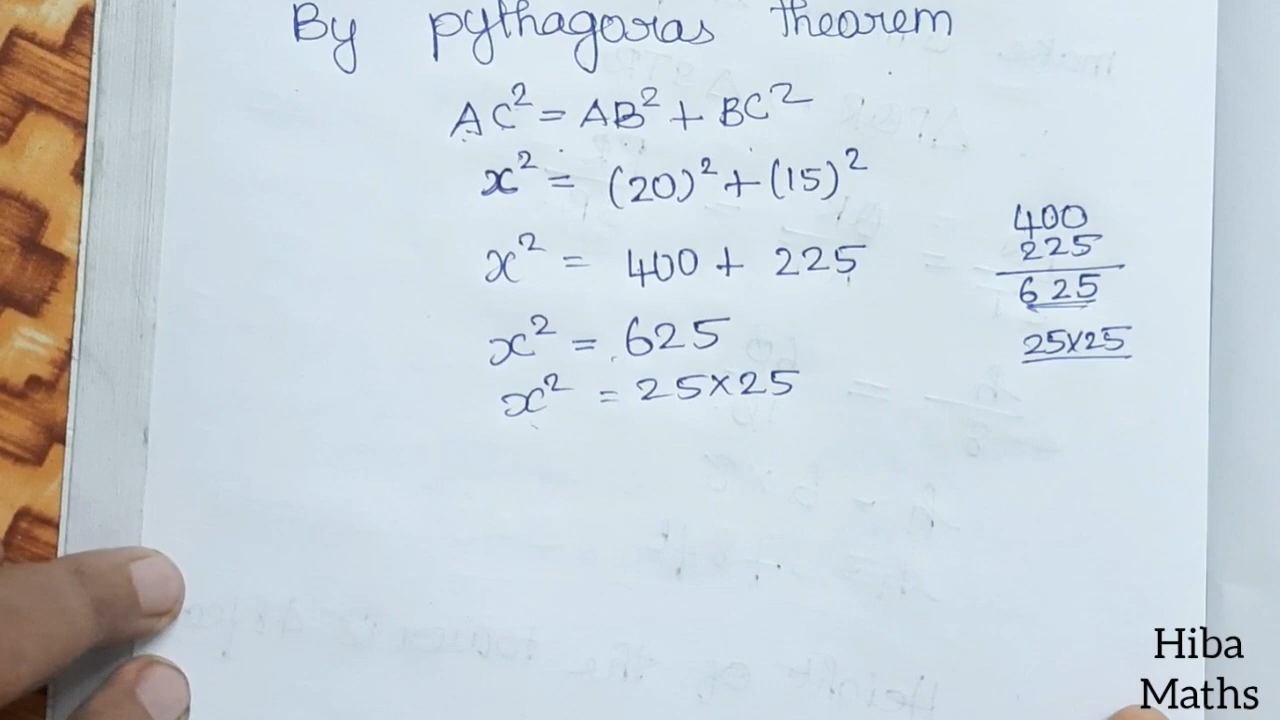 By pythagoras theorem
AC² = AB² + BC²
x² = (20)² + (15)²
x² = 400 + 225
x² = 625
x² = 25×25
400
225
625
25×25
Hiba
Maths